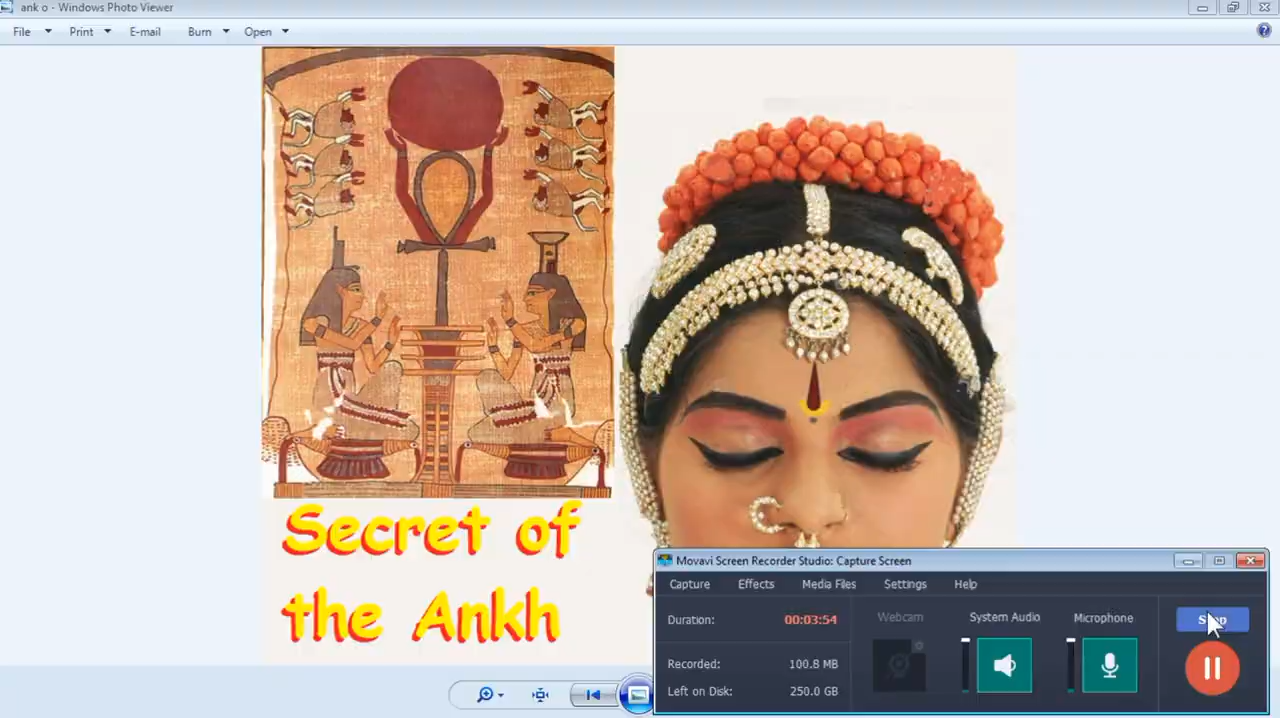 ank o - Windows Photo Viewer
File Print E-mail Burn Open
Secret of
the Ankh
Movavi Screen Recorder Studio: Capture Screen
Capture Effects Media Files Settings Help
Duration: 00:03:54 Webcam System Audio Microphone Stop
Recorded: 100.8 MB
Left on Disk: 250.0 GB